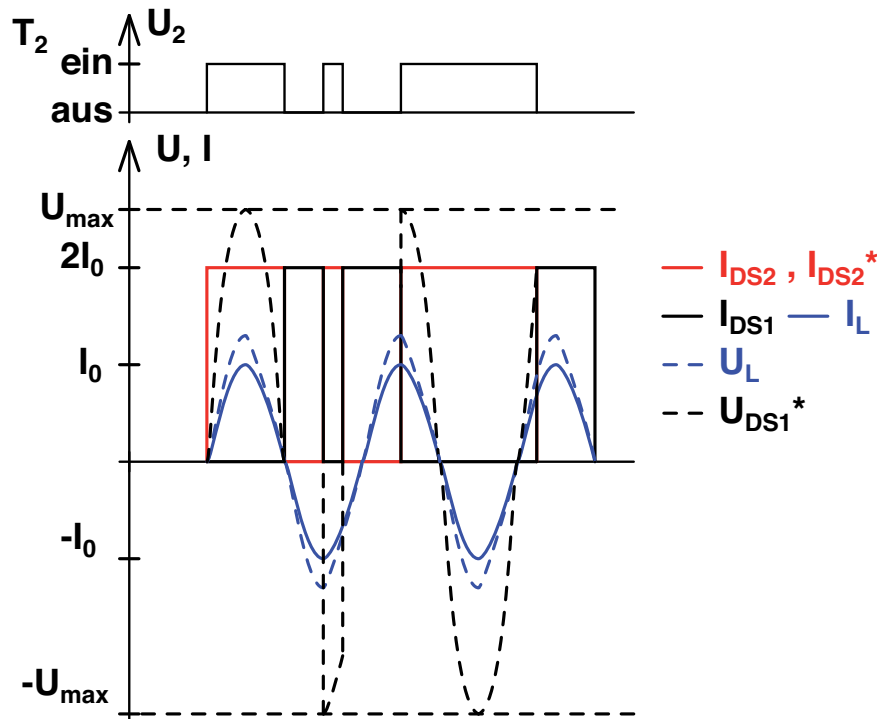 T2 U2
ein
aus
U, I
Umax
2I0
I0
-I0
-Umax
IDS2 , IDS2*
IDS1 IL
UL
UDS1*